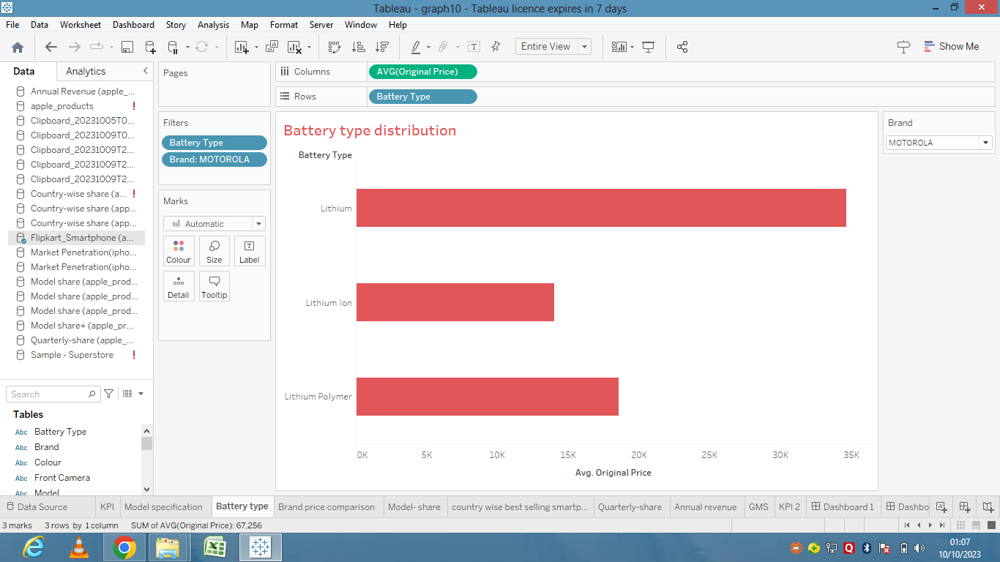 Tableau - graph10 - Tableau licence expires in 7 days
File Data Worksheet Dashboard Story Analysis Map Format Server Window Help
Entire View
Show Me
Data Analytics
Annual Revenue (apple_...
apple_products
Clipboard_20231005T0...
Clipboard_20231009T0...
Clipboard_20231009T2...
Clipboard_20231009T2...
Clipboard_20231009T2...
Country-wise share (a...
Country-wise share (app...
Country-wise share (app...
Flipkart_Smartphone (a...
Market Penetration(ipho...
Market Penetration(ipho...
Model share (apple_prod...
Model share (apple_prod...
Model share (apple_prod...
Model share+ (apple_pr...
Quarterly-share (apple_...
Sample - Superstore
Search
Tables
Abc Battery Type
Abc Brand
Abc Colour
Abc Front Camera
Abc Model
Pages
Filters
Battery Type
Brand: MOTOROLA
Marks
Automatic
Colour Size Label
Detail Tooltip
Columns AVG(Original Price)
Rows Battery Type
Battery type distribution
Battery Type
Lithium
Lithium Ion
Lithium Polymer
0K 5K 10K 15K 20K 25K 30K 35K
Avg. Original Price
Brand
MOTOROLA
Data Source KPI Model specification Battery type Brand price comparison Model- share country wise best selling smartp... Quarterly-share Annual revenue GMS KPI 2 Dashboard 1 Dashbo
3 marks 3 rows by 1 column SUM of AVG(Original Price): 67,256
01:07
10/10/2023